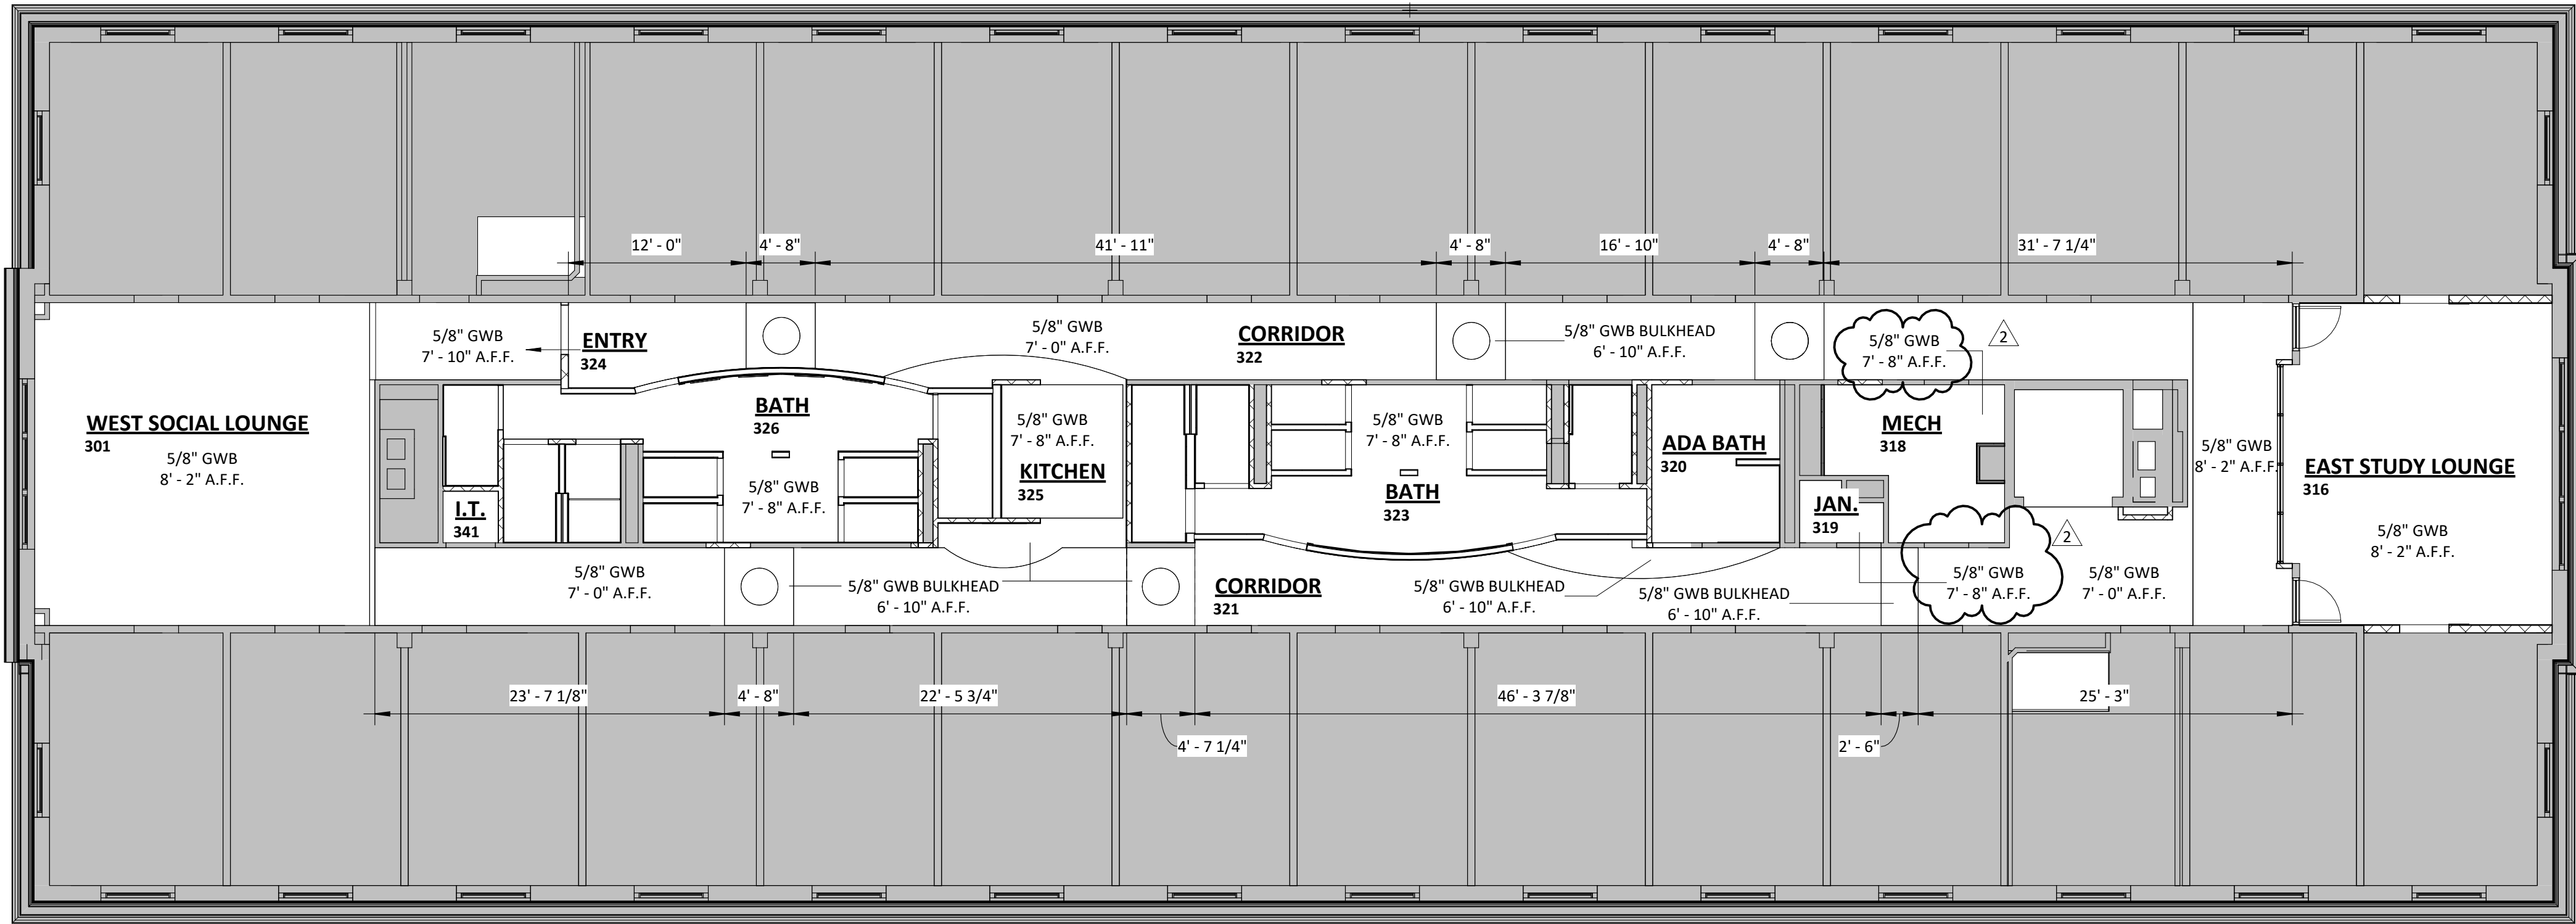 12' - 0"
4' - 8"
41' - 11"
4' - 8"
16' - 10"
4' - 8"
31' - 7 1/4"
5/8" GWB
7' - 10" A.F.F.
ENTRY
324
5/8" GWB
7' - 0" A.F.F.
CORRIDOR
322
5/8" GWB BULKHEAD
6' - 10" A.F.F.
5/8" GWB
7' - 8" A.F.F.
2
WEST SOCIAL LOUNGE
301
5/8" GWB
8' - 2" A.F.F.
I.T.
341
BATH
326
5/8" GWB
7' - 8" A.F.F.
5/8" GWB
7' - 8" A.F.F.
KITCHEN
325
5/8" GWB
7' - 8" A.F.F.
BATH
323
ADA BATH
320
MECH
318
JAN.
319
5/8" GWB
8' - 2" A.F.F.
EAST STUDY LOUNGE
316
5/8" GWB
8' - 2" A.F.F.
2
5/8" GWB
7' - 0" A.F.F.
5/8" GWB BULKHEAD
6' - 10" A.F.F.
CORRIDOR
321
5/8" GWB BULKHEAD
6' - 10" A.F.F.
5/8" GWB BULKHEAD
6' - 10" A.F.F.
5/8" GWB
7' - 8" A.F.F.
5/8" GWB
7' - 0" A.F.F.
23' - 7 1/8"
4' - 8"
22' - 5 3/4"
4' - 7 1/4"
46' - 3 7/8"
2' - 6"
25' - 3"